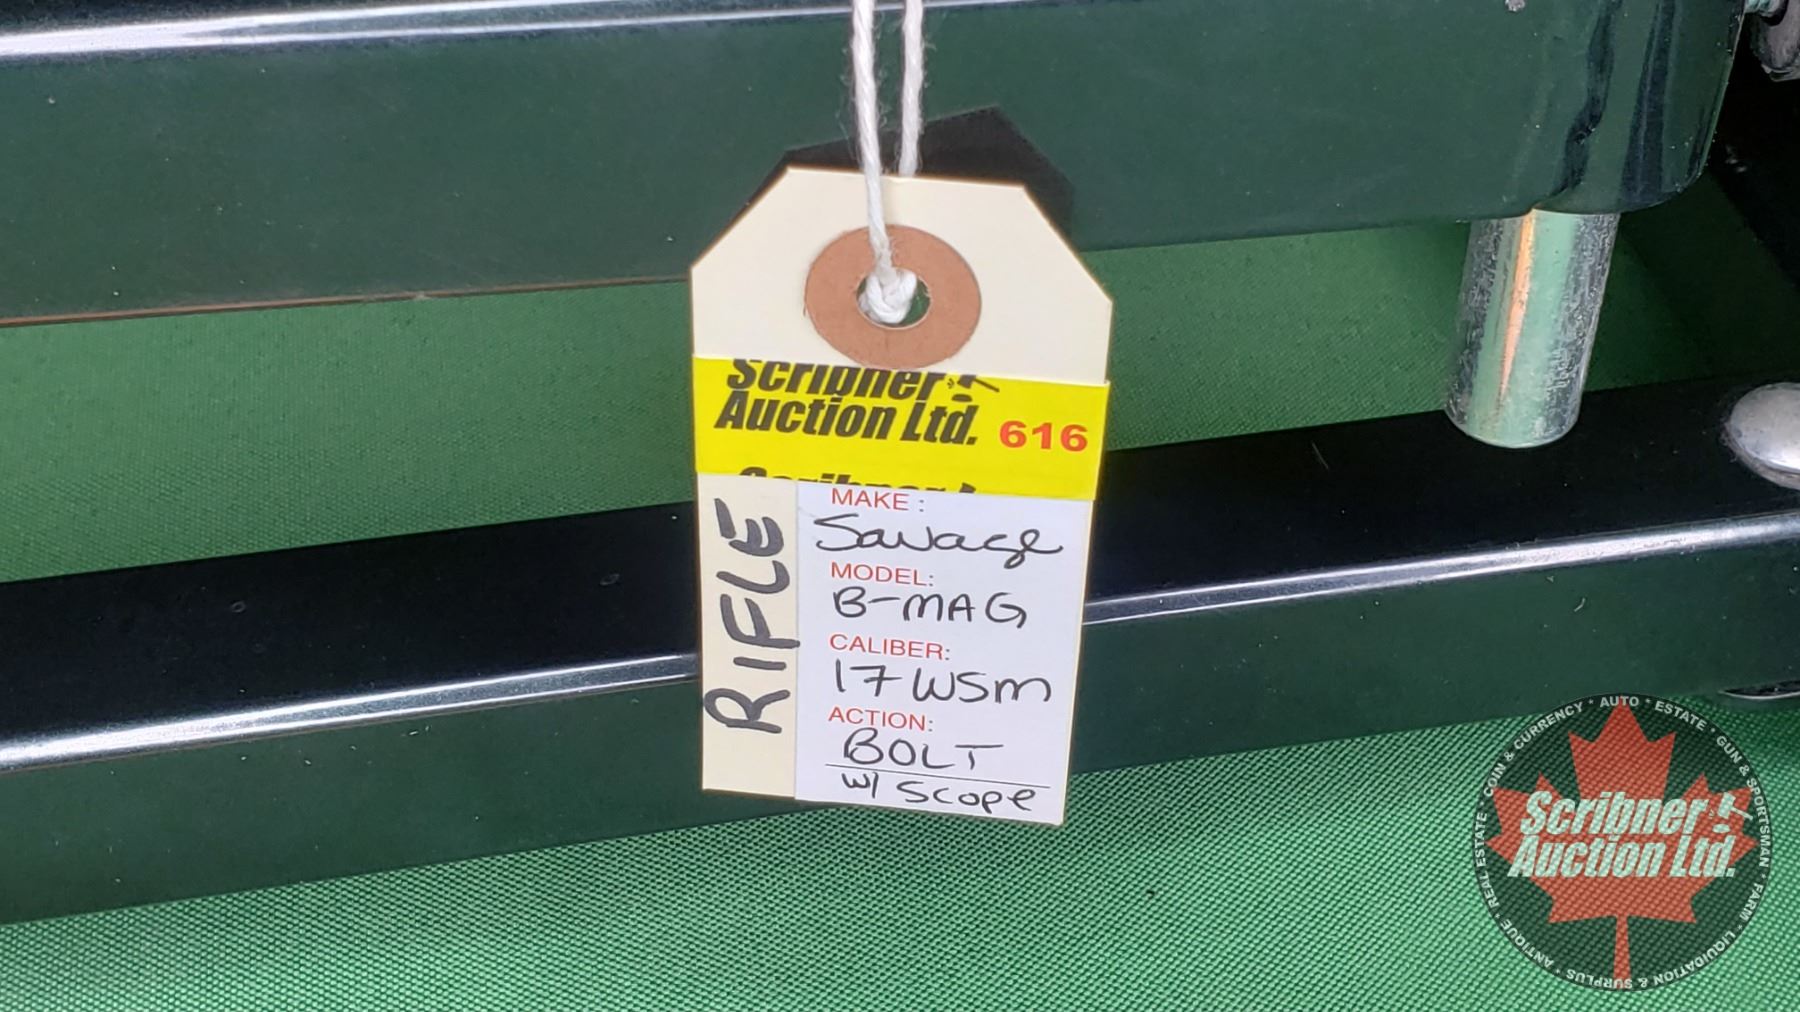 Scribner
Auction Ltd. 616
Scribner
RIFLE
MAKE :
Savage
MODEL:
B-MAG
CALIBER:
17 WSM
ACTION:
BOLT
w/ Scope
COIN & CURRENCY * AUTO * ESTATE * GUN & SPORTSMAN * FARM * LIQUIDATION & SURPLUS * ANTIQUE * REAL ESTATE *
Scribner
Auction Ltd.